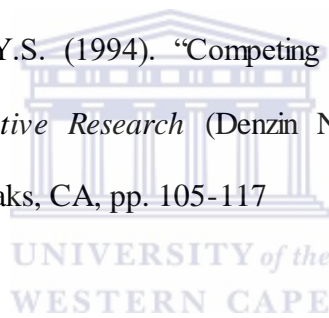 Y.S. (1994). “Competing
tive Research (Denzin N
aks, CA, pp. 105-117
UNIVERSITY of the
WESTERN CAPE